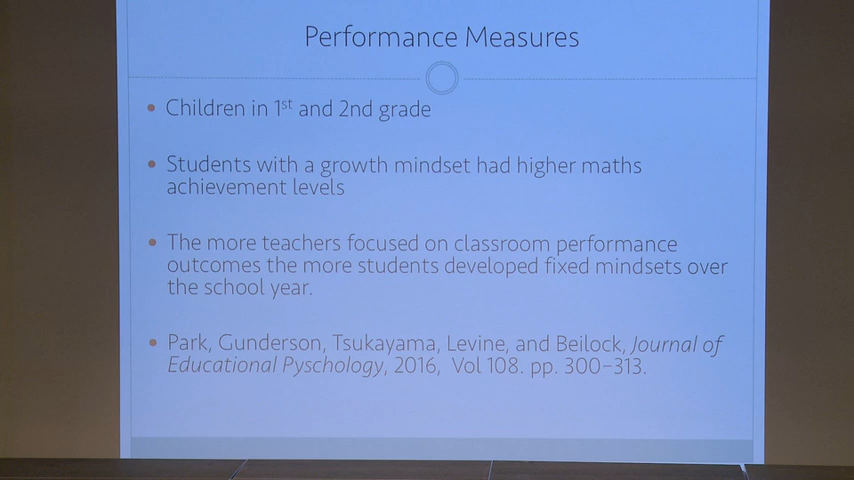 Performance Measures
• Children in 1st and 2nd grade
• Students with a growth mindset had higher maths
achievement levels
• The more teachers focused on classroom performance
outcomes the more students developed fixed mindsets over
the school year.
• Park, Gunderson, Tsukayama, Levine, and Beilock, Journal of
Educational Pyschology, 2016, Vol 108. pp. 300–313.